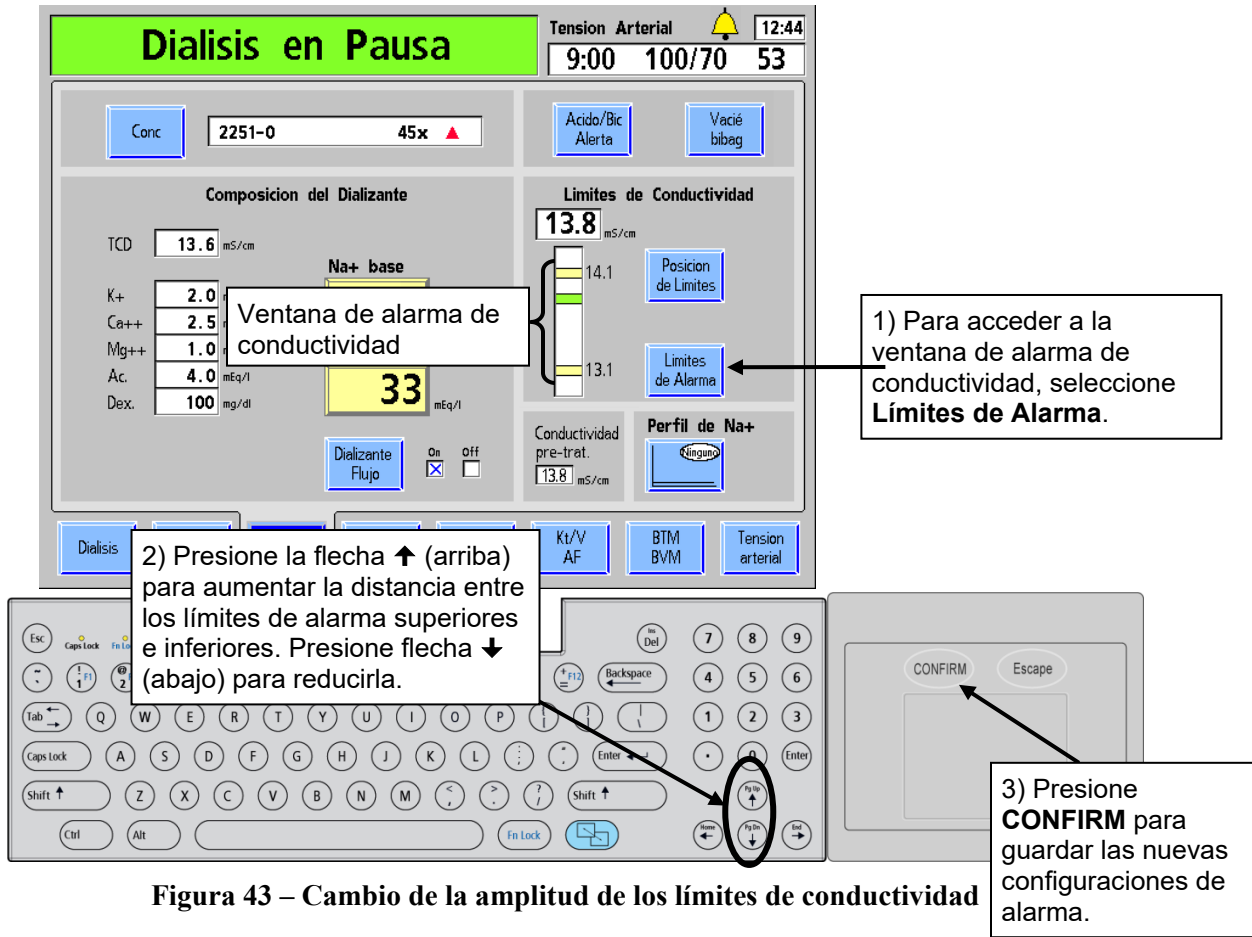 Dialisis en Pausa
Tension Arterial
12:44
9:00 100/70 53
Conc
2251-0 45x
Acido/Bic
Alerta
Vacié
bibag
Composicion del Dializante
TCD 13.6 mS/cm
Na+ base
K+ 2.0
Ca++ 2.5
Mg++ 1.0
Ac. 4.0 mEq/l
Dex. 100 mg/dl
33 mEq/l
Dializante
Flujo
On Off
Ventana de alarma de
conductividad
Limites de Conductividad
13.8 mS/cm
14.1
13.1
Posicion
de Limites
Limites
de Alarma
Conductividad
pre-trat.
13.8 mS/cm
Perfil de Na+
Ninguno
1) Para acceder a la
ventana de alarma de
conductividad, seleccione
Límites de Alarma.
Dialisis
Kt/V
AF
BTM
BVM
Tension
arterial
2) Presione la flecha ↑ (arriba)
para aumentar la distancia entre
los límites de alarma superiores
e inferiores. Presione flecha ↓
(abajo) para reducirla.
Esc Caps Lock Ins Del 7 8 9
~ ` ! 1 F1 @ 2 + = F12 Backspace 4 5 6
Tab Q W E R T Y U I O P { [ } ] | \ 1 2 3
Caps Lock A S D F G H J K L : ; " ' Enter . 0 Enter
Shift Z X C V B N M < , > . ? / Shift Pg Up
Ctrl Alt Fn Lock Home Pg Dn End
CONFIRM Escape
3) Presione
CONFIRM para
guardar las nuevas
configuraciones de
alarma.
Figura 43 – Cambio de la amplitud de los límites de conductividad